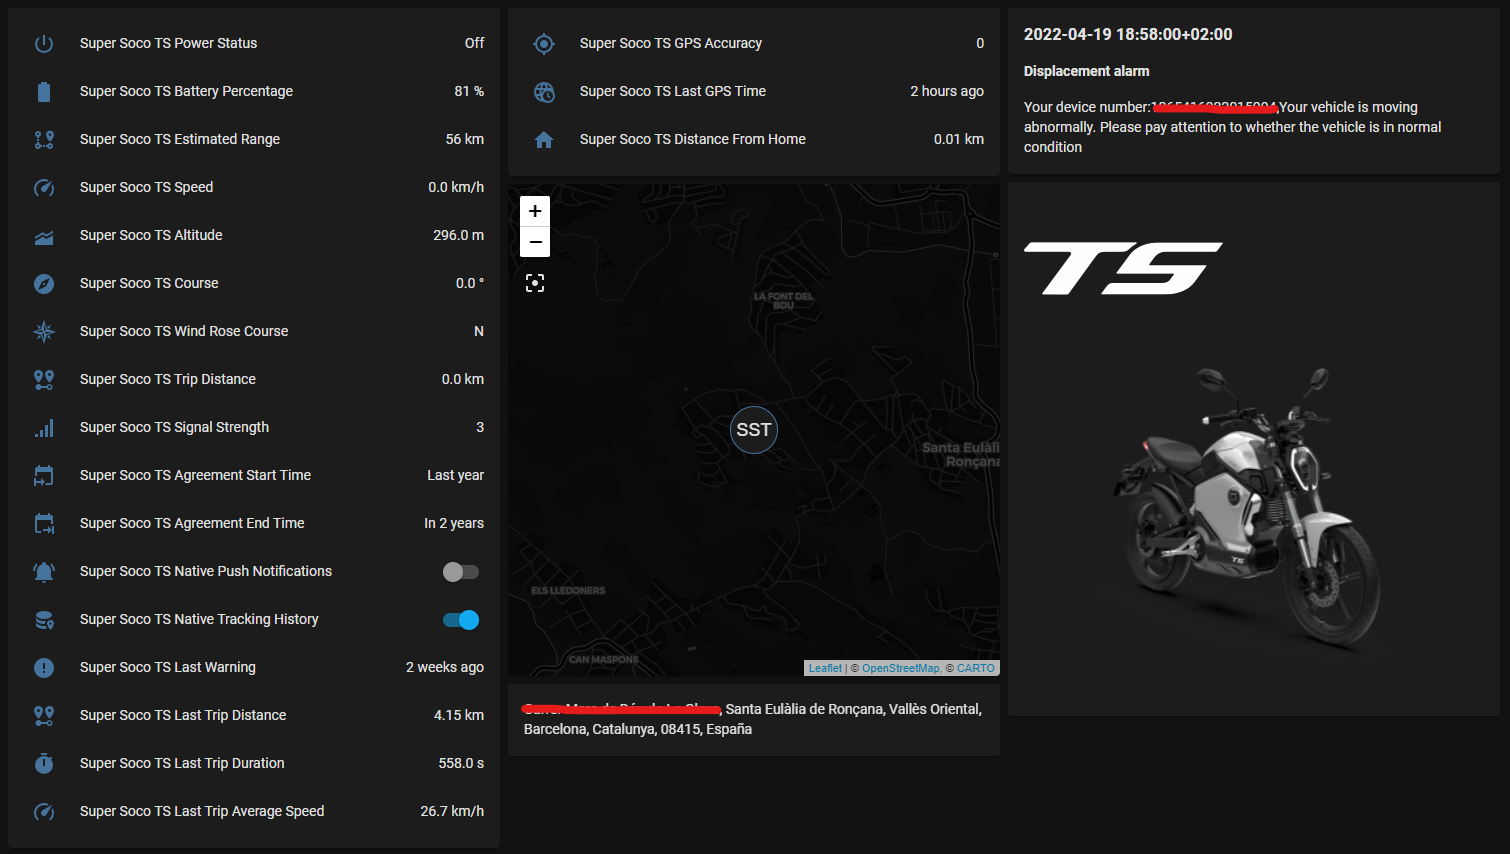 Super Soco TS Power Status Off
Super Soco TS Battery Percentage 81 %
Super Soco TS Estimated Range 56 km
Super Soco TS Speed 0.0 km/h
Super Soco TS Altitude 296.0 m
Super Soco TS Course 0.0 °
Super Soco TS Wind Rose Course N
Super Soco TS Trip Distance 0.0 km
Super Soco TS Signal Strength 3
Super Soco TS Agreement Start Time Last year
Super Soco TS Agreement End Time In 2 years
Super Soco TS Native Push Notifications
Super Soco TS Native Tracking History
Super Soco TS Last Warning 2 weeks ago
Super Soco TS Last Trip Distance 4.15 km
Super Soco TS Last Trip Duration 558.0 s
Super Soco TS Last Trip Average Speed 26.7 km/h
Super Soco TS GPS Accuracy 0
Super Soco TS Last GPS Time 2 hours ago
Super Soco TS Distance From Home 0.01 km
+
−
LA FONT DEL
BOU
SST
Santa Eulàli
Ronçana
ELS LLEDONERS
CAN MASPONS
Leaflet | © OpenStreetMap, © CARTO
, Santa Eulàlia de Ronçana, Vallès Oriental,
Barcelona, Catalunya, 08415, España
2022-04-19 18:58:00+02:00
Displacement alarm
Your device number: ,Your vehicle is moving
abnormally. Please pay attention to whether the vehicle is in normal
condition
TS
TS